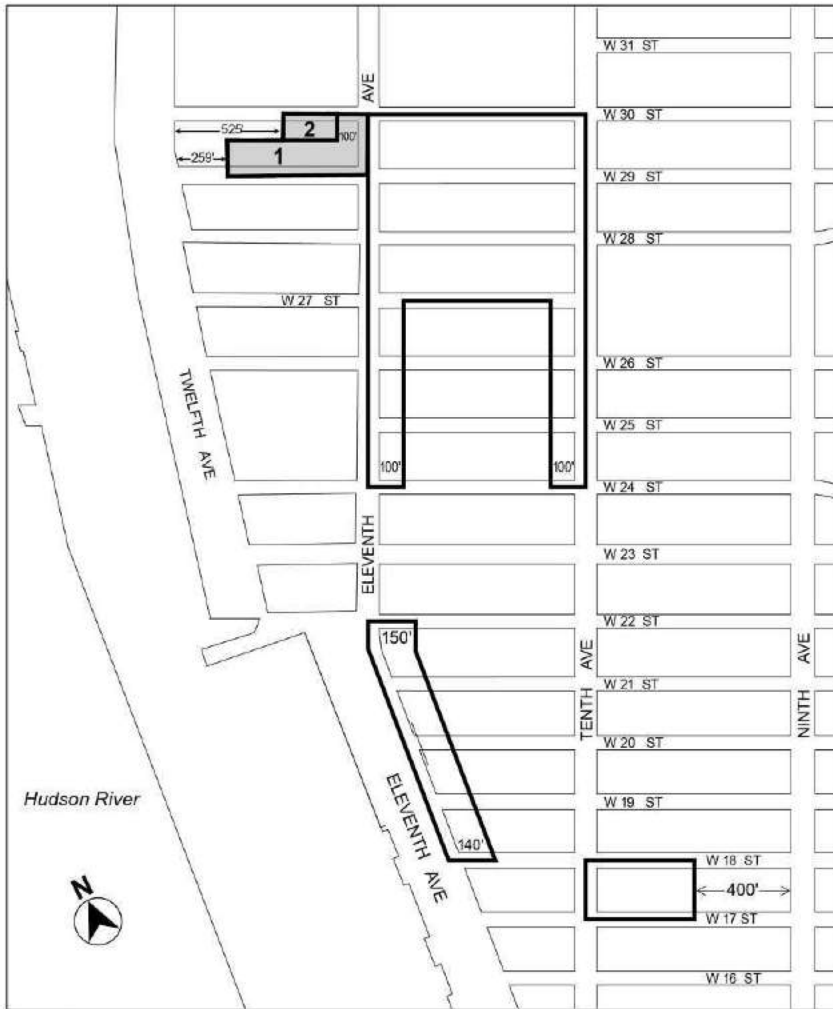 W 31 ST
AVE
W 30 ST
525'
2
100'
259'
1
W 29 ST
W 28 ST
W 27 ST
W 26 ST
TWELFTH AVE
W 25 ST
100'
100'
W 24 ST
ELEVENTH
W 23 ST
W 22 ST
150'
AVE
AVE
W 21 ST
TENTH
NINTH
W 20 ST
Hudson River
W 19 ST
ELEVENTH AVE
140'
W 18 ST
N
400'
W 17 ST
W 16 ST